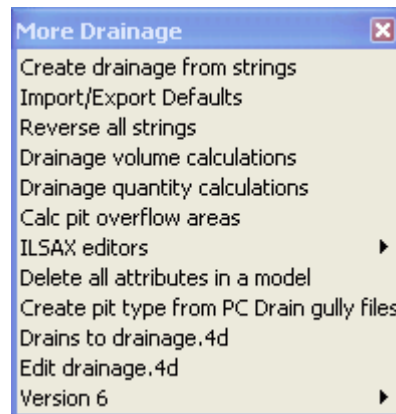 More Drainage
Create drainage from strings
Import/Export Defaults
Reverse all strings
Drainage volume calculations
Drainage quantity calculations
Calc pit overflow areas
ILSAX editors
Delete all attributes in a model
Create pit type from PC Drain gully files
Drains to drainage.4d
Edit drainage.4d
Version 6